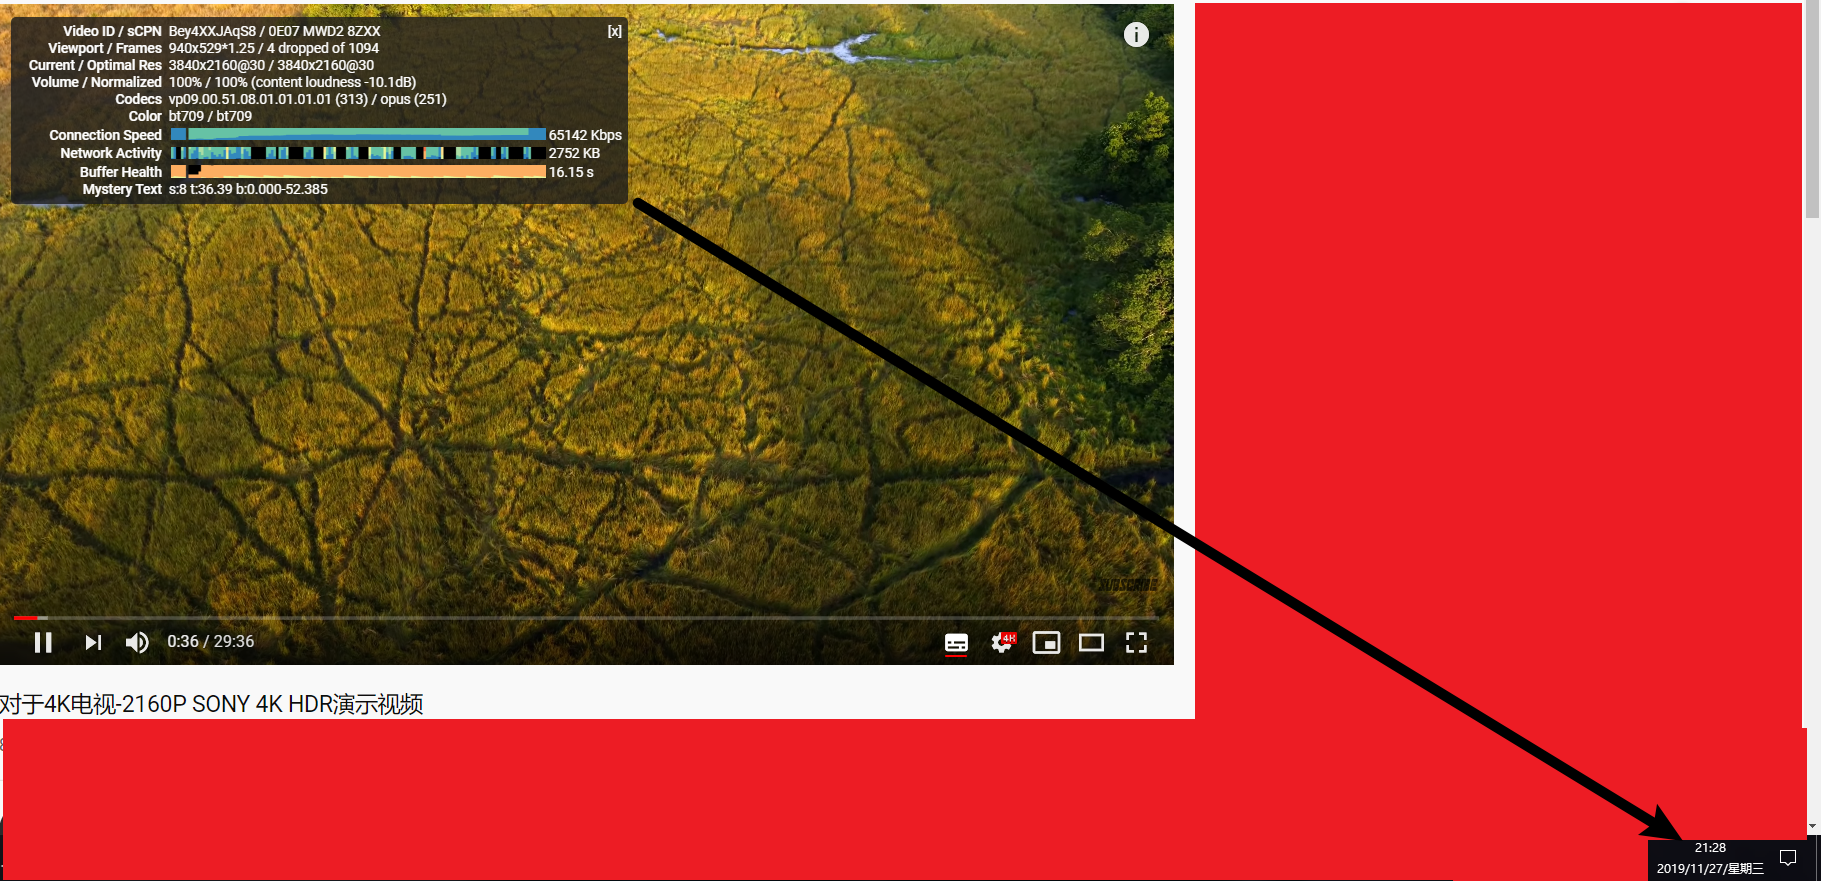 Video ID / sCPN Bey4XXJAqS8 / 0E07 MWD2 8ZXX [x]
Viewport / Frames 940x529*1.25 / 4 dropped of 1094
Current / Optimal Res 3840x2160@30 / 3840x2160@30
Volume / Normalized 100% / 100% (content loudness -10.1dB)
Codecs vp09.00.51.08.01.01.01.01 (313) / opus (251)
Color bt709 / bt709
Connection Speed 65142 Kbps
Network Activity 2752 KB
Buffer Health 16.15 s
Mystery Text s:8 t:36.39 b:0.000-52.385
SUBSCRIBE
0:36 / 29:36
4K
对于4K电视-2160P SONY 4K HDR演示视频
21:28
2019/11/27/星期三